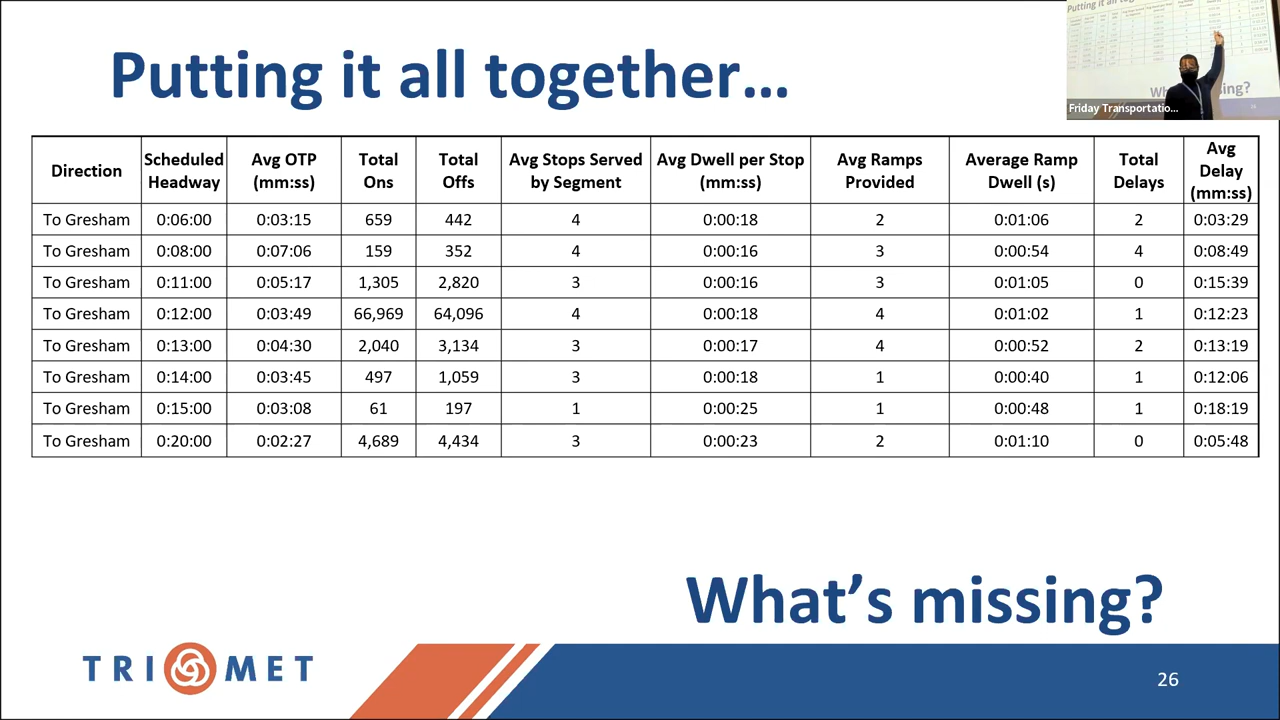 Putting it all together…
Friday Transportatio...
Direction Scheduled Headway Avg OTP (mm:ss) Total Ons Total Offs Avg Stops Served by Segment Avg Dwell per Stop (mm:ss) Avg Ramps Provided Average Ramp Dwell (s) Total Delays Avg Delay (mm:ss)
To Gresham 0:06:00 0:03:15 659 442 4 0:00:18 2 0:01:06 2 0:03:29
To Gresham 0:08:00 0:07:06 159 352 4 0:00:16 3 0:00:54 4 0:08:49
To Gresham 0:11:00 0:05:17 1,305 2,820 3 0:00:16 3 0:01:05 0 0:15:39
To Gresham 0:12:00 0:03:49 66,969 64,096 4 0:00:18 4 0:01:02 1 0:12:23
To Gresham 0:13:00 0:04:30 2,040 3,134 3 0:00:17 4 0:00:52 2 0:13:19
To Gresham 0:14:00 0:03:45 497 1,059 3 0:00:18 1 0:00:40 1 0:12:06
To Gresham 0:15:00 0:03:08 61 197 1 0:00:25 1 0:00:48 1 0:18:19
To Gresham 0:20:00 0:02:27 4,689 4,434 3 0:00:23 2 0:01:10 0 0:05:48
What's missing?
TRI MET
26